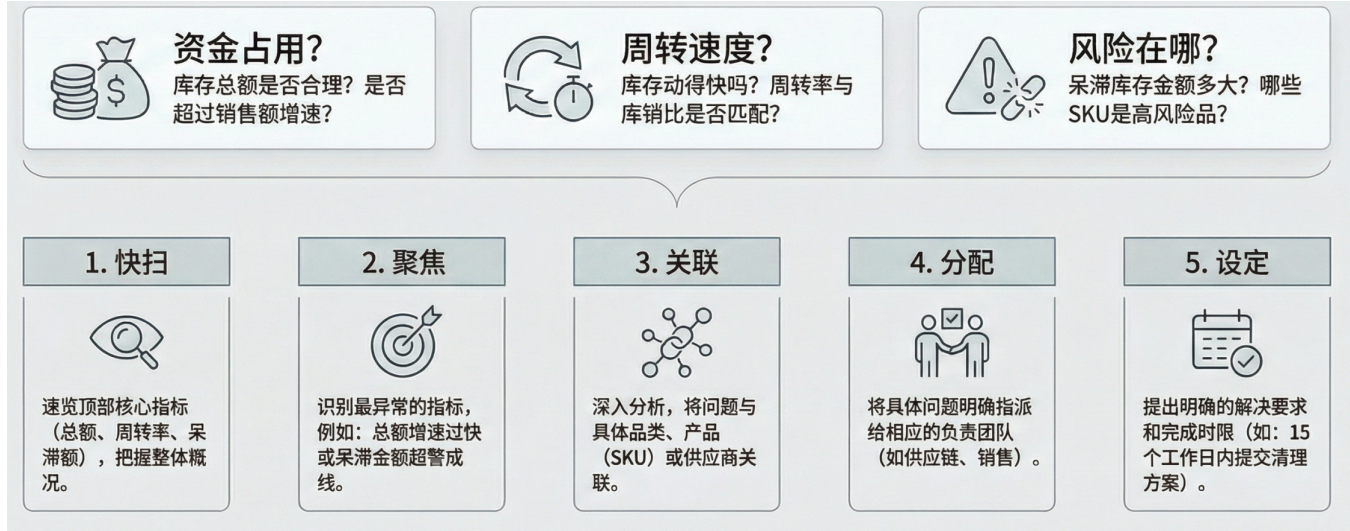 资金占用？
库存总额是否合理？是否
超过销售额增速？
周转速度？
库存动得快吗？周转率与
库销比是否匹配？
风险在哪？
呆滞库存金额多大？哪些
SKU是高风险品？
1. 快扫
速览顶部核心指标
（总额、周转率、呆
滞额），把握整体概
况。
2. 聚焦
识别最异常的指标，
例如：总额增速过快
或呆滞金额超警成
线。
3. 关联
深入分析，将问题与
具体品类、产品
（SKU）或供应商关
联。
4. 分配
将具体问题明确指派
给相应的负责团队
（如供应链、销售）。
5. 设定
提出明确的解决要求
和完成时限（如：15
个工作日内提交清理
方案）。